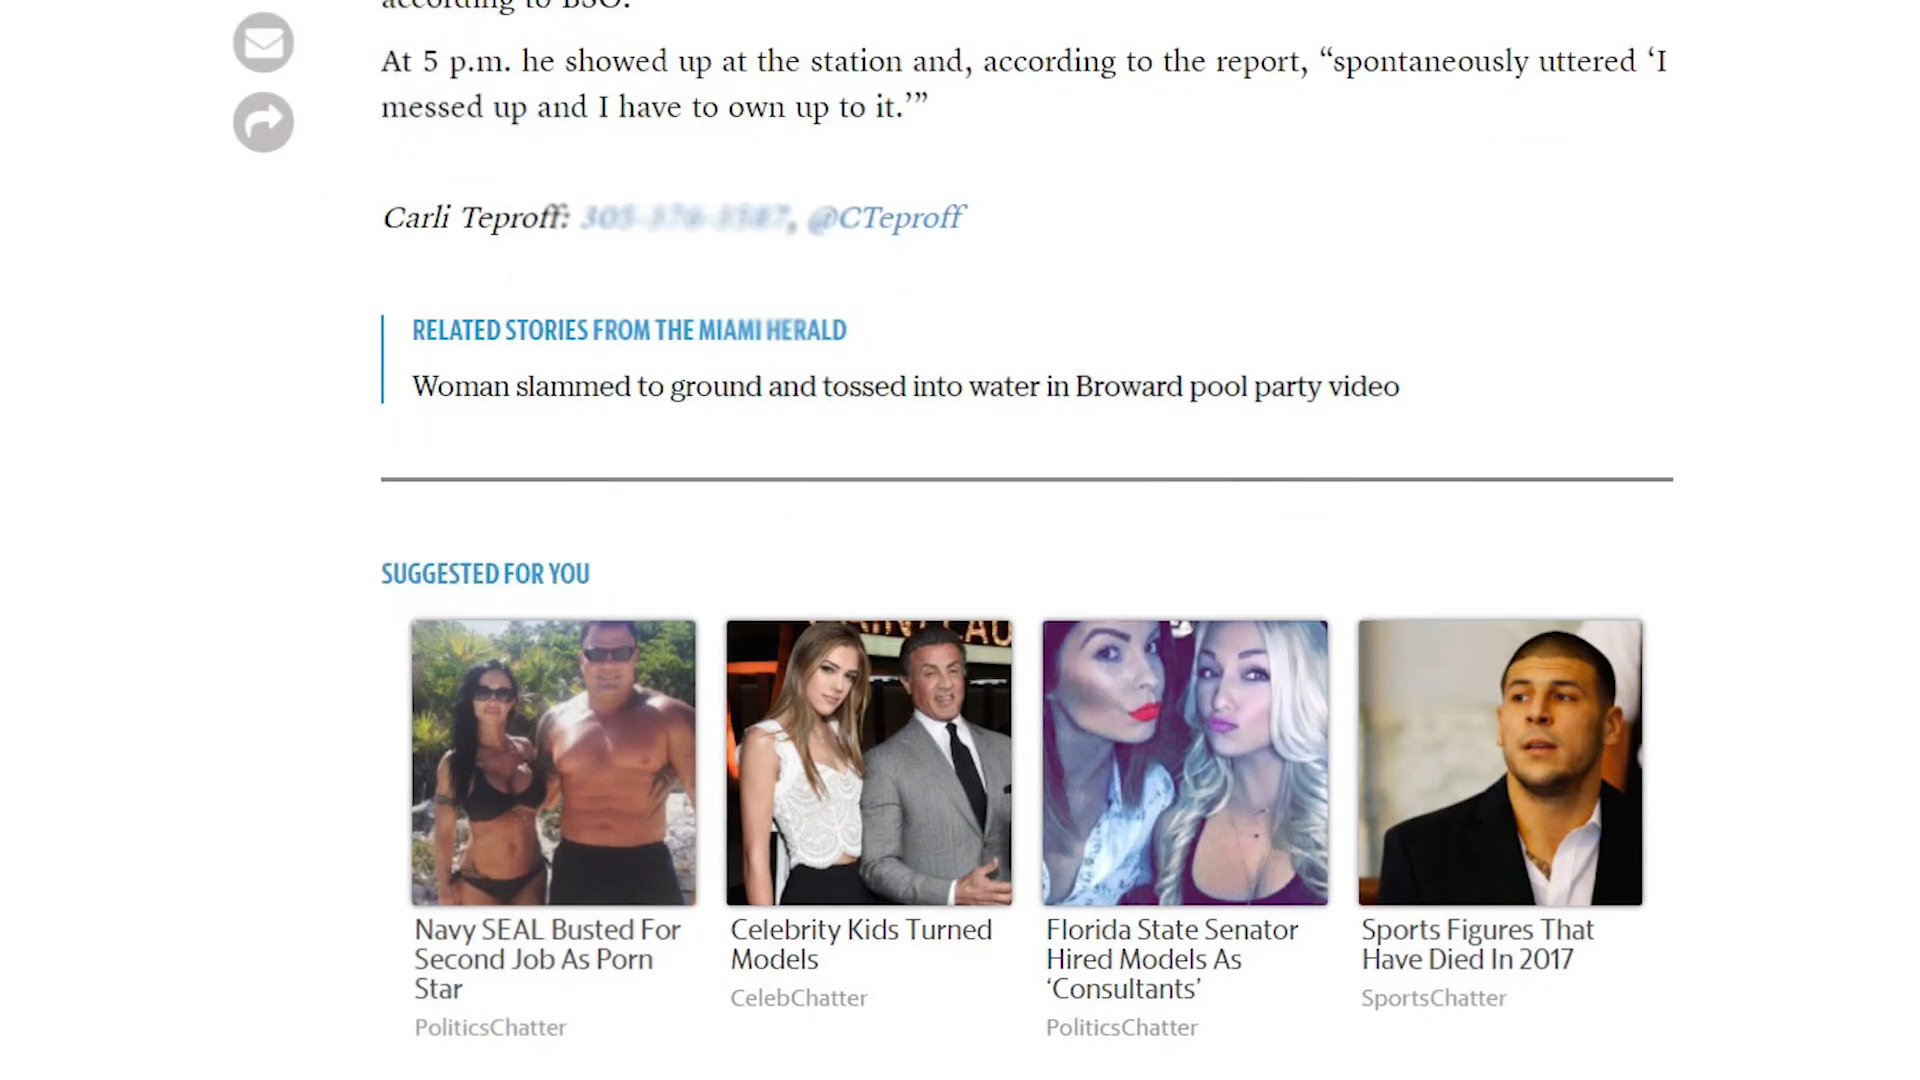 according to BSO.
At 5 p.m. he showed up at the station and, according to the report, “spontaneously uttered ‘I
messed up and I have to own up to it.’”
Carli Teproff: @CTeproff
RELATED STORIES FROM THE MIAMI HERALD
Woman slammed to ground and tossed into water in Broward pool party video
SUGGESTED FOR YOU
Navy SEAL Busted For
Second Job As Porn
Star
PoliticsChatter
Celebrity Kids Turned
Models
CelebChatter
Florida State Senator
Hired Models As
‘Consultants’
PoliticsChatter
Sports Figures That
Have Died In 2017
SportsChatter